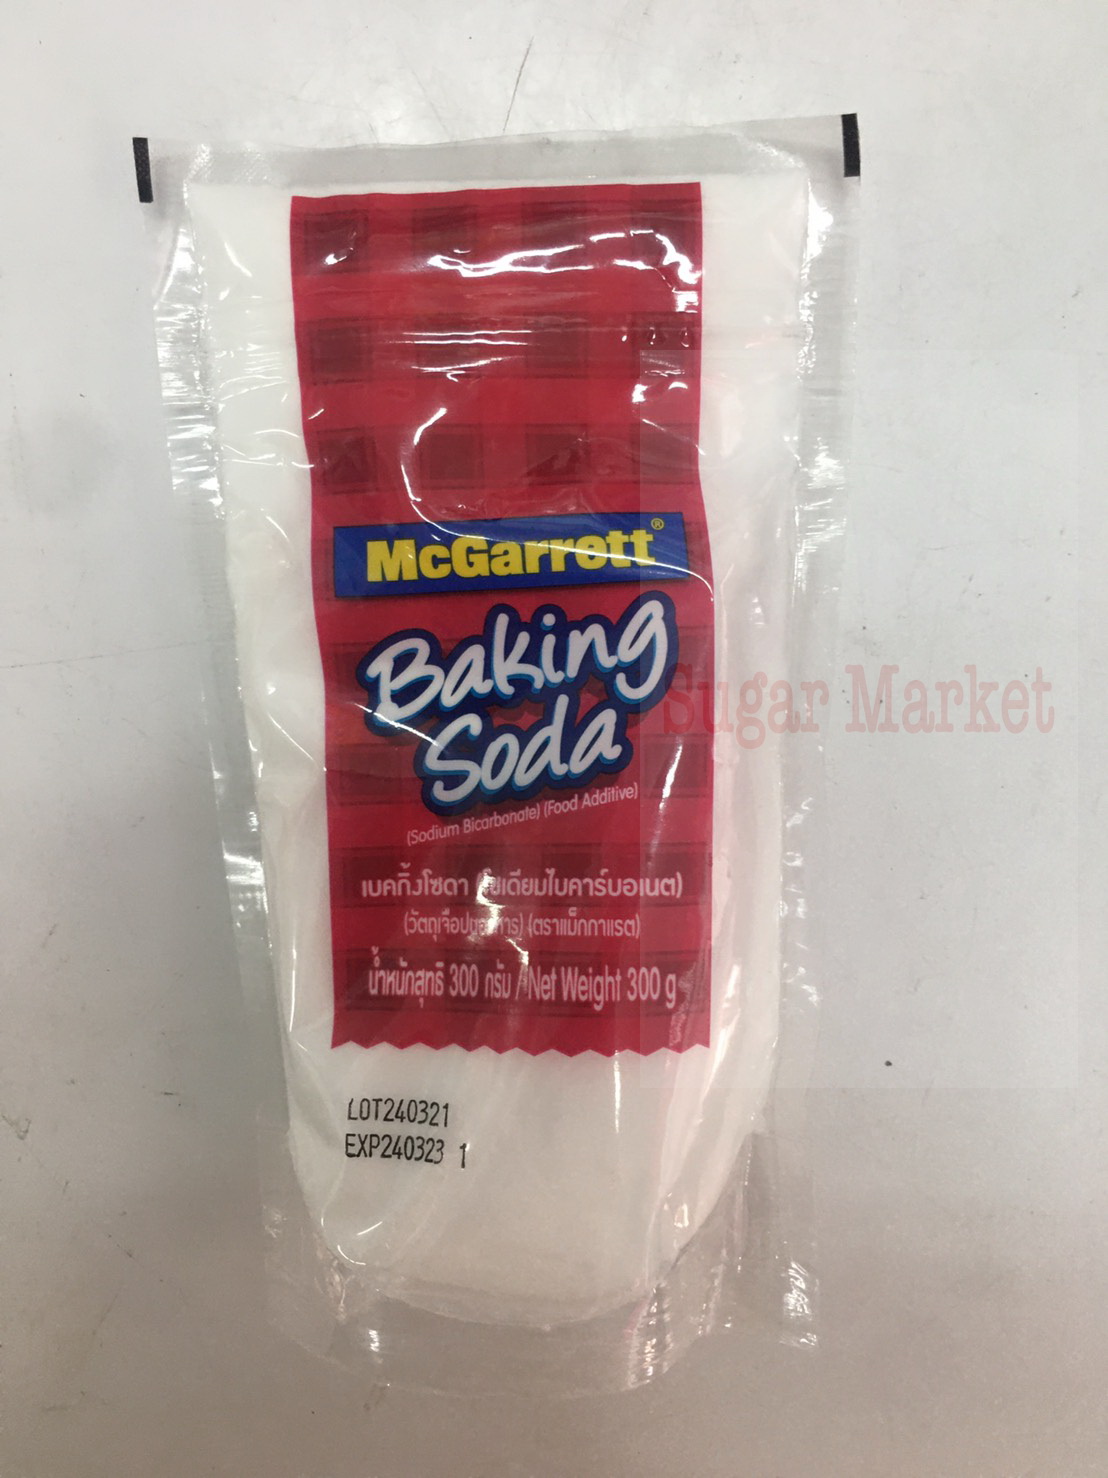 McGarrett®
Baking
Soda
Sugar Market
(Sodium Bicarbonate) (Food Additive)
เบคกิ้งโซดา (โซเดียมไบคาร์บอเนต)
(วัตถุเจือปนอาหาร) (ตราแม็กกาแรต)
น้ำหนักสุทธิ 300 กรัม / Net Weight 300 g
LOT240321
EXP240323 1